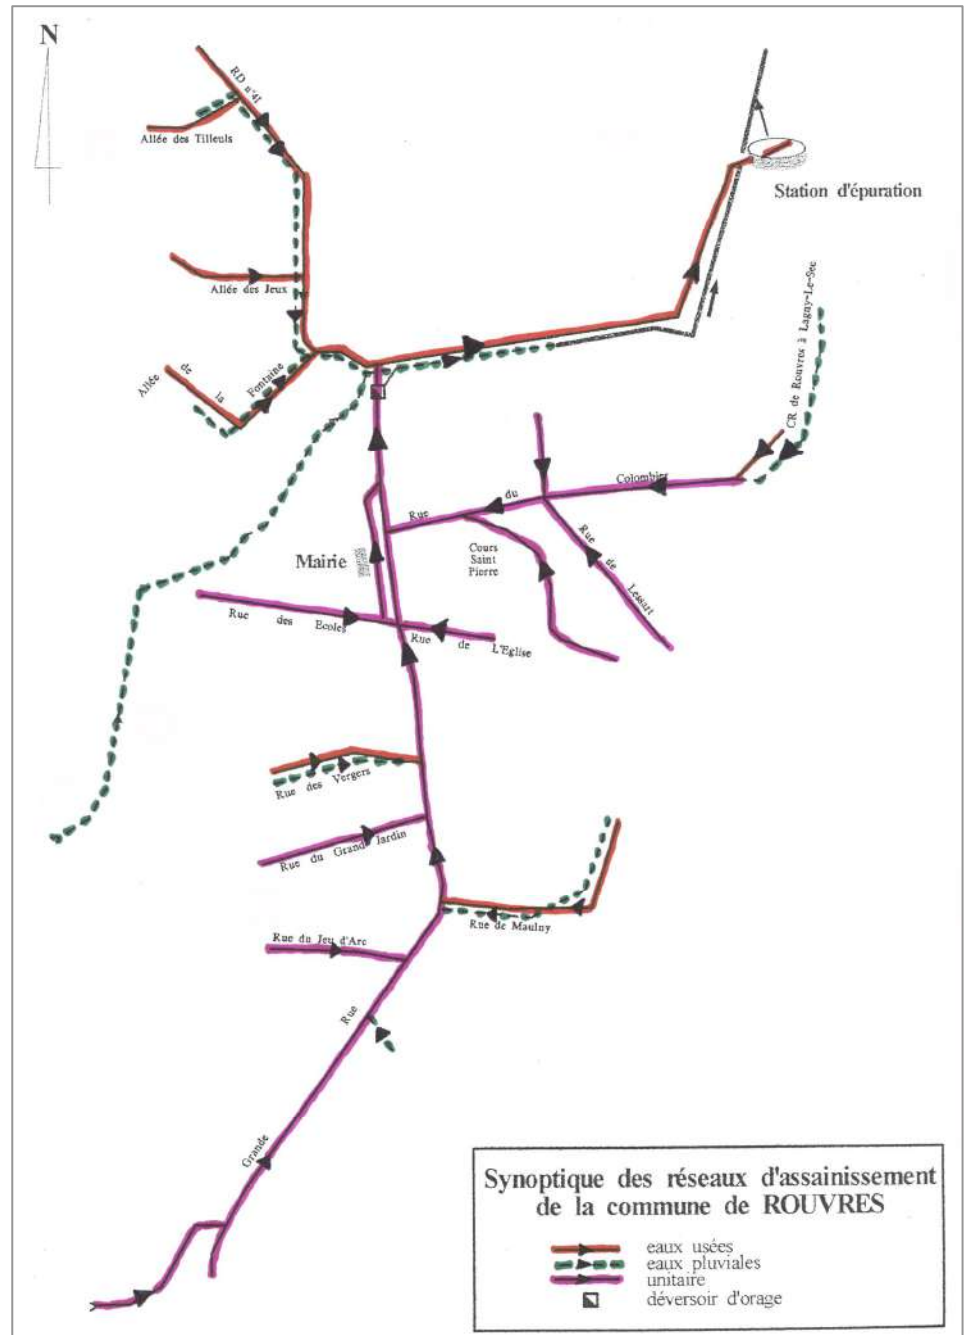 N
RD n°41
Allée des Tilleuls
Station d'épuration
Allée des Jeux
CR de Rouvres à Lagny-Le-Sec
Allée de la Fontaine
Colombier
du
Rue
Cours
Saint
Pierre
Rue de Lessart
Mairie
Rue des Ecoles
Rue de L'Eglise
Rue des Vergers
Rue du Grand Jardin
Rue de Maulny
Rue du Jeu d'Arc
Rue
Grande
Synoptique des réseaux d'assainissement
de la commune de ROUVRES
eaux usées
eaux pluviales
unitaire
déversoir d'orage